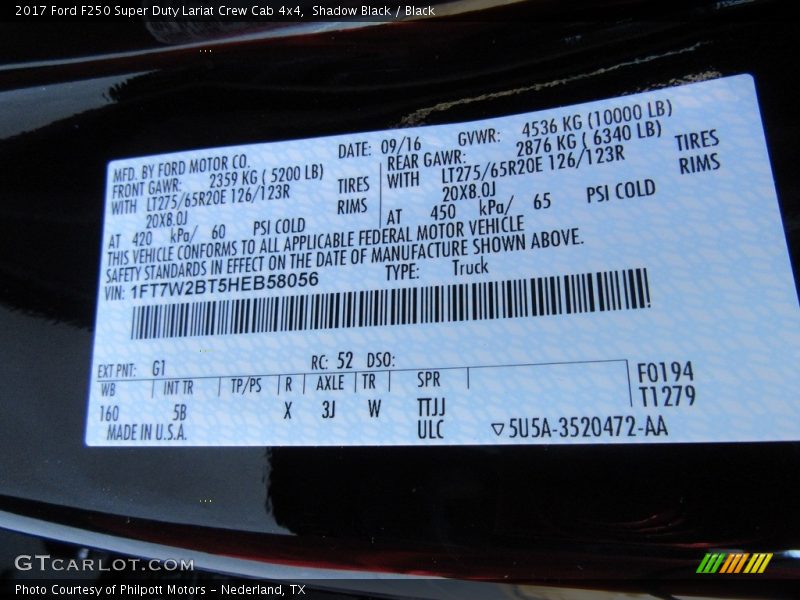 2017 Ford F250 Super Duty Lariat Crew Cab 4x4, Shadow Black / Black
MFD. BY FORD MOTOR CO.
DATE: 09/16
GVWR: 4536 KG (10000 LB)
FRONT GAWR: 2359 KG ( 5200 LB)
REAR GAWR: 2876 KG ( 6340 LB)
WITH LT275/65R20E 126/123R TIRES
WITH LT275/65R20E 126/123R TIRES
20X8.0J RIMS
20X8.0J RIMS
AT 420 kPa/ 60 PSI COLD
AT 450 kPa/ 65 PSI COLD
THIS VEHICLE CONFORMS TO ALL APPLICABLE FEDERAL MOTOR VEHICLE
SAFETY STANDARDS IN EFFECT ON THE DATE OF MANUFACTURE SHOWN ABOVE.
VIN: 1FT7W2BT5HEB58056
TYPE: Truck
EXT PNT: G1
RC: 52 DSO:
WB INT TR TP/PS R AXLE TR SPR
F0194
T1279
160 5B X 3J W TTJJ
MADE IN U.S.A.
ULC
▽5U5A-3520472-AA
GTCARLOT.COM
Photo Courtesy of Philpott Motors - Nederland, TX